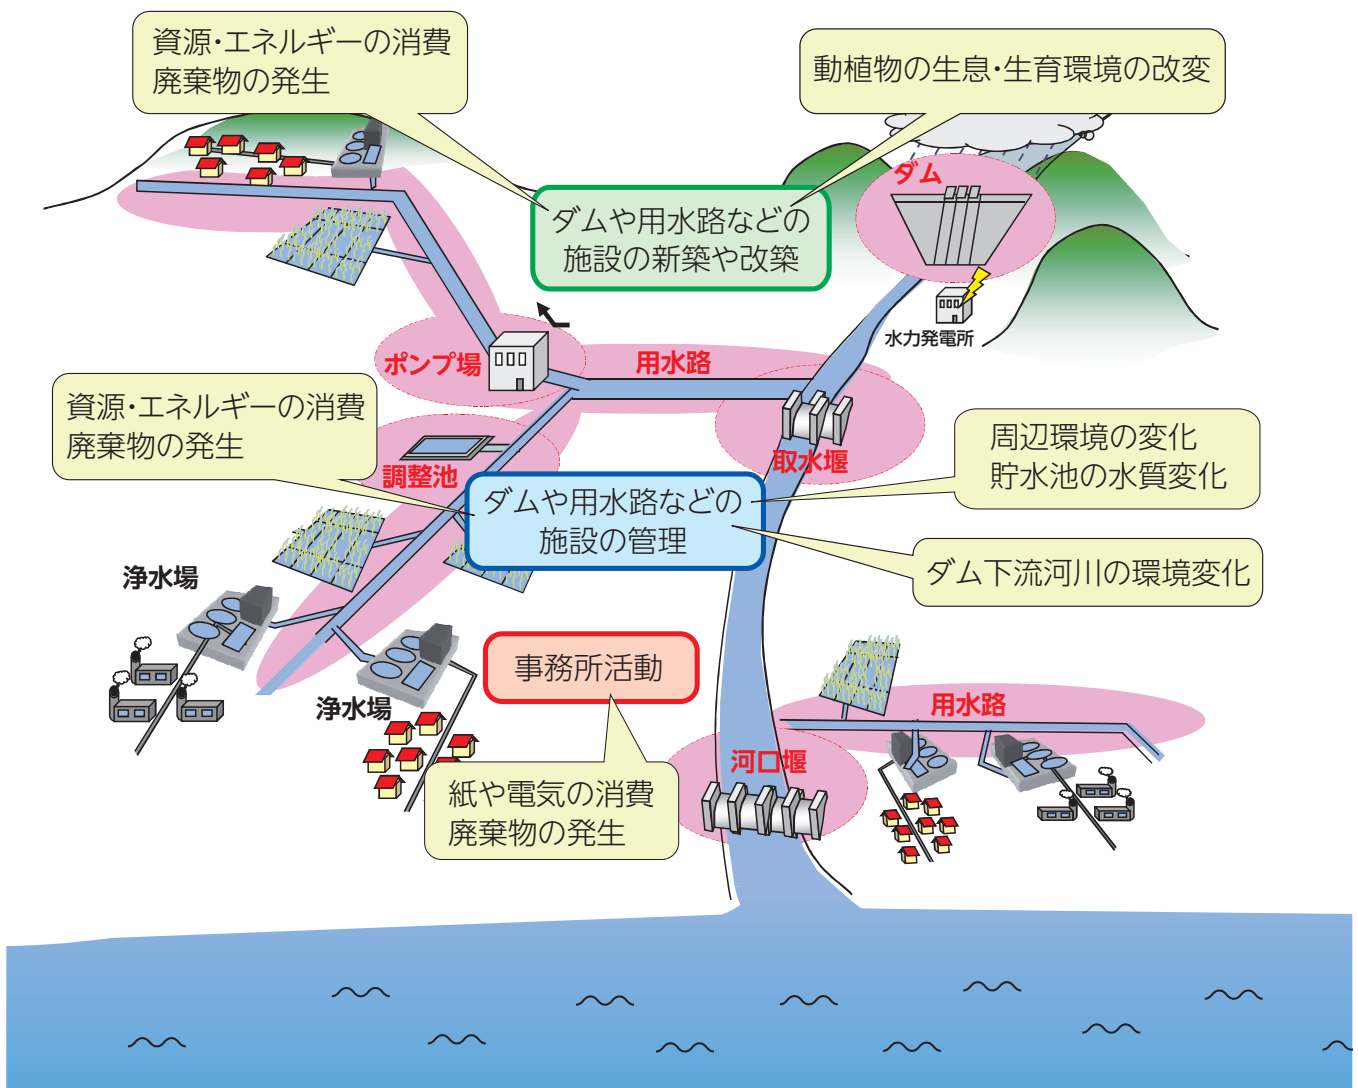 資源・エネルギーの消費
廃棄物の発生
動植物の生息・生育環境の改変
ダム
ダムや用水路などの
施設の新築や改築
水力発電所
ポンプ場
用水路
資源・エネルギーの消費
廃棄物の発生
調整池
取水堰
周辺環境の変化
貯水池の水質変化
ダムや用水路などの
施設の管理
ダム下流河川の環境変化
浄水場
事務所活動
浄水場
用水路
河口堰
紙や電気の消費
廃棄物の発生